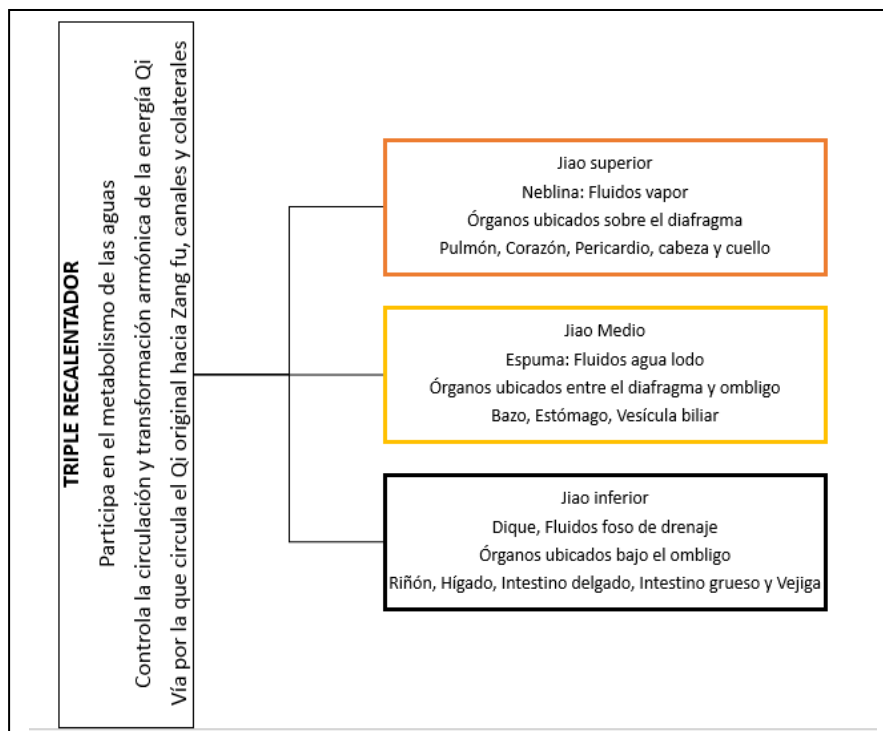 TRIPLE RECALENTADOR
Participa en el metabolismo de las aguas
Controla la circulación y transformación armónica de la energía Qi
Vía por la que circula el Qi original hacia Zang fu, canales y colaterales
Jiao superior
Neblina: Fluidos vapor
Órganos ubicados sobre el diafragma
Pulmón, Corazón, Pericardio, cabeza y cuello
Jiao Medio
Espuma: Fluidos agua lodo
Órganos ubicados entre el diafragma y ombligo
Bazo, Estómago, Vesícula biliar
Jiao inferior
Dique, Fluidos foso de drenaje
Órganos ubicados bajo el ombligo
Riñón, Hígado, Intestino delgado, Intestino grueso y Vejiga